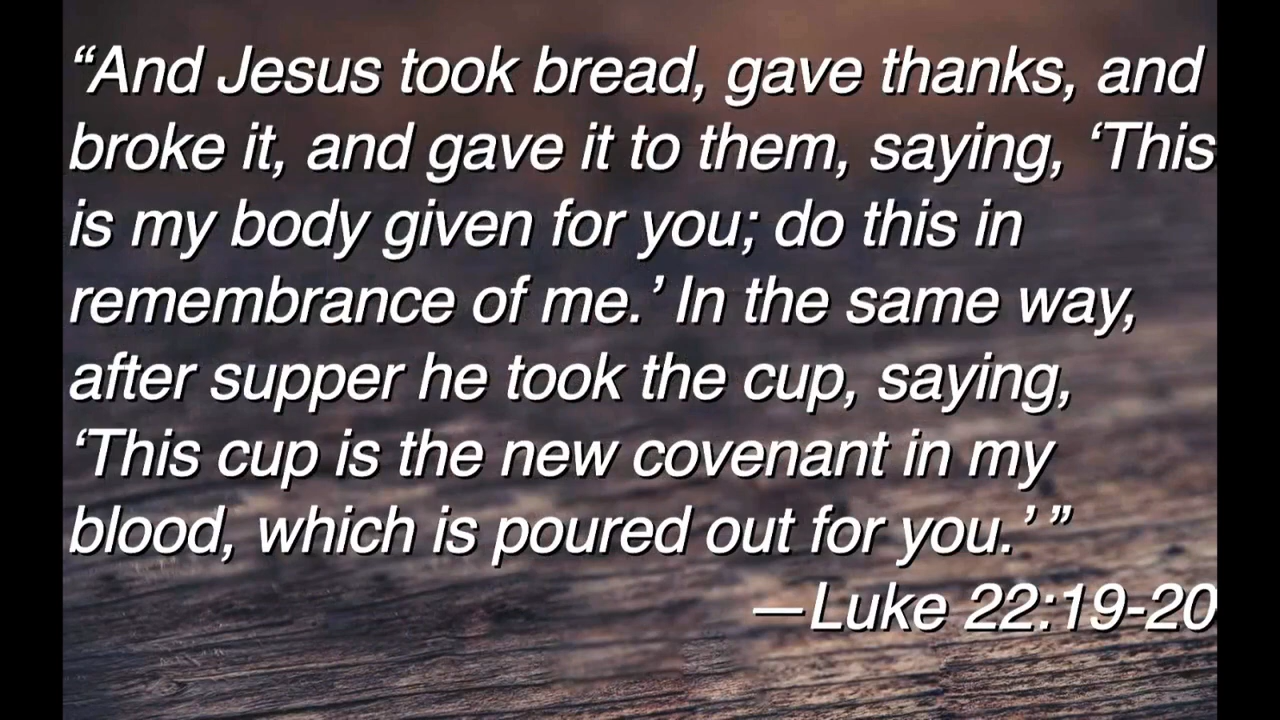 “And Jesus took bread, gave thanks, and
broke it, and gave it to them, saying, ‘This
is my body given for you; do this in
remembrance of me.’ In the same way,
after supper he took the cup, saying,
‘This cup is the new covenant in my
blood, which is poured out for you.’ ”
—Luke 22:19-20